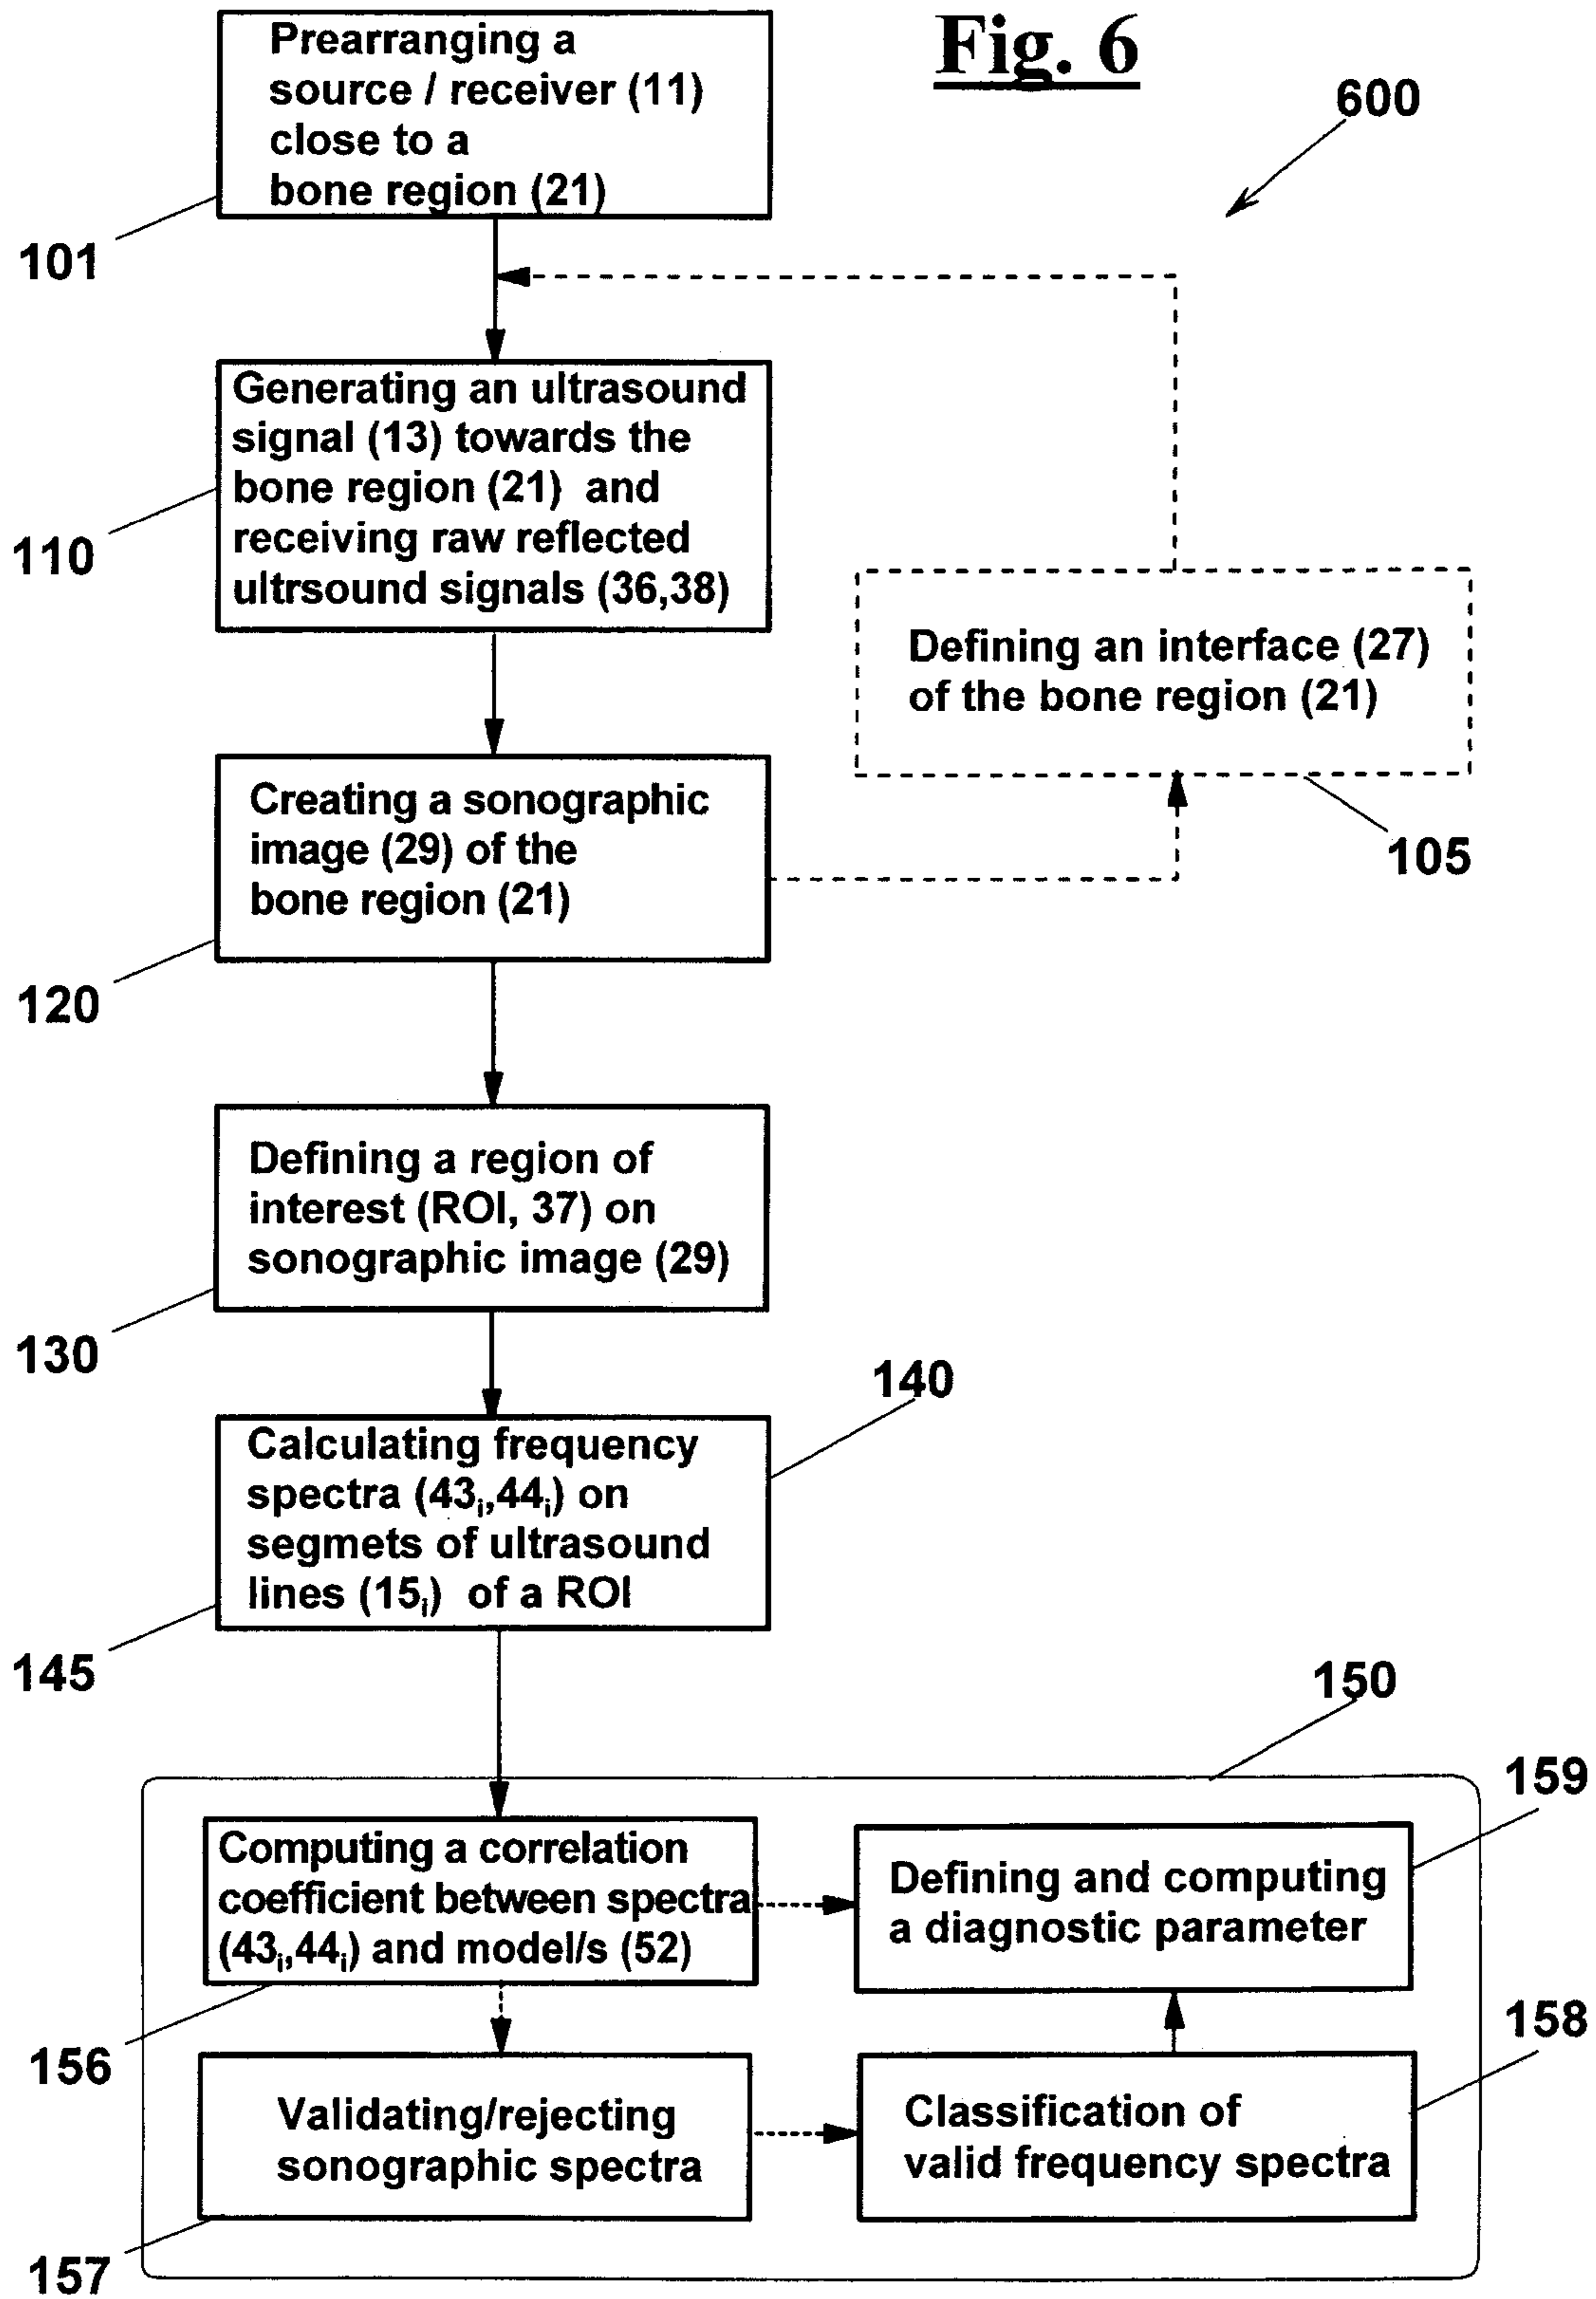 Fig. 6
600
Prearranging a
source / receiver (11)
close to a
bone region (21)
101
Generating an ultrasound
signal (13) towards the
bone region (21) and
receiving raw reflected
ultrsound signals (36,38)
110
Defining an interface (27)
of the bone region (21)
105
Creating a sonographic
image (29) of the
bone region (21)
120
Defining a region of
interest (ROI, 37) on
sonographic image (29)
130
140
Calculating frequency
spectra (43i,44i) on
segmets of ultrasound
lines (15i) of a ROI
145
150
159
Computing a correlation
coefficient between spectra
(43i,44i) and model/s (52)
156
Defining and computing
a diagnostic parameter
158
Validating/rejecting
sonographic spectra
157
Classification of
valid frequency spectra